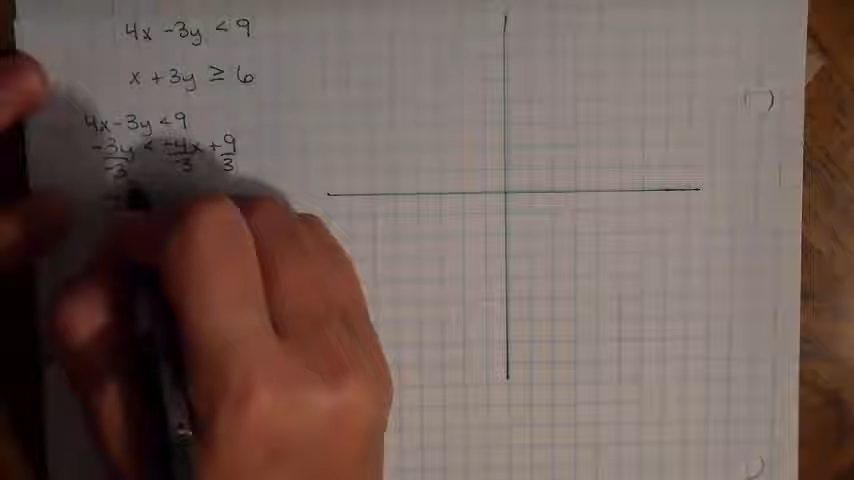 4x - 3y < 9
x + 3y ≥ 6
4x - 3y < 9
-3y < -4x + 9
-3 -3 3